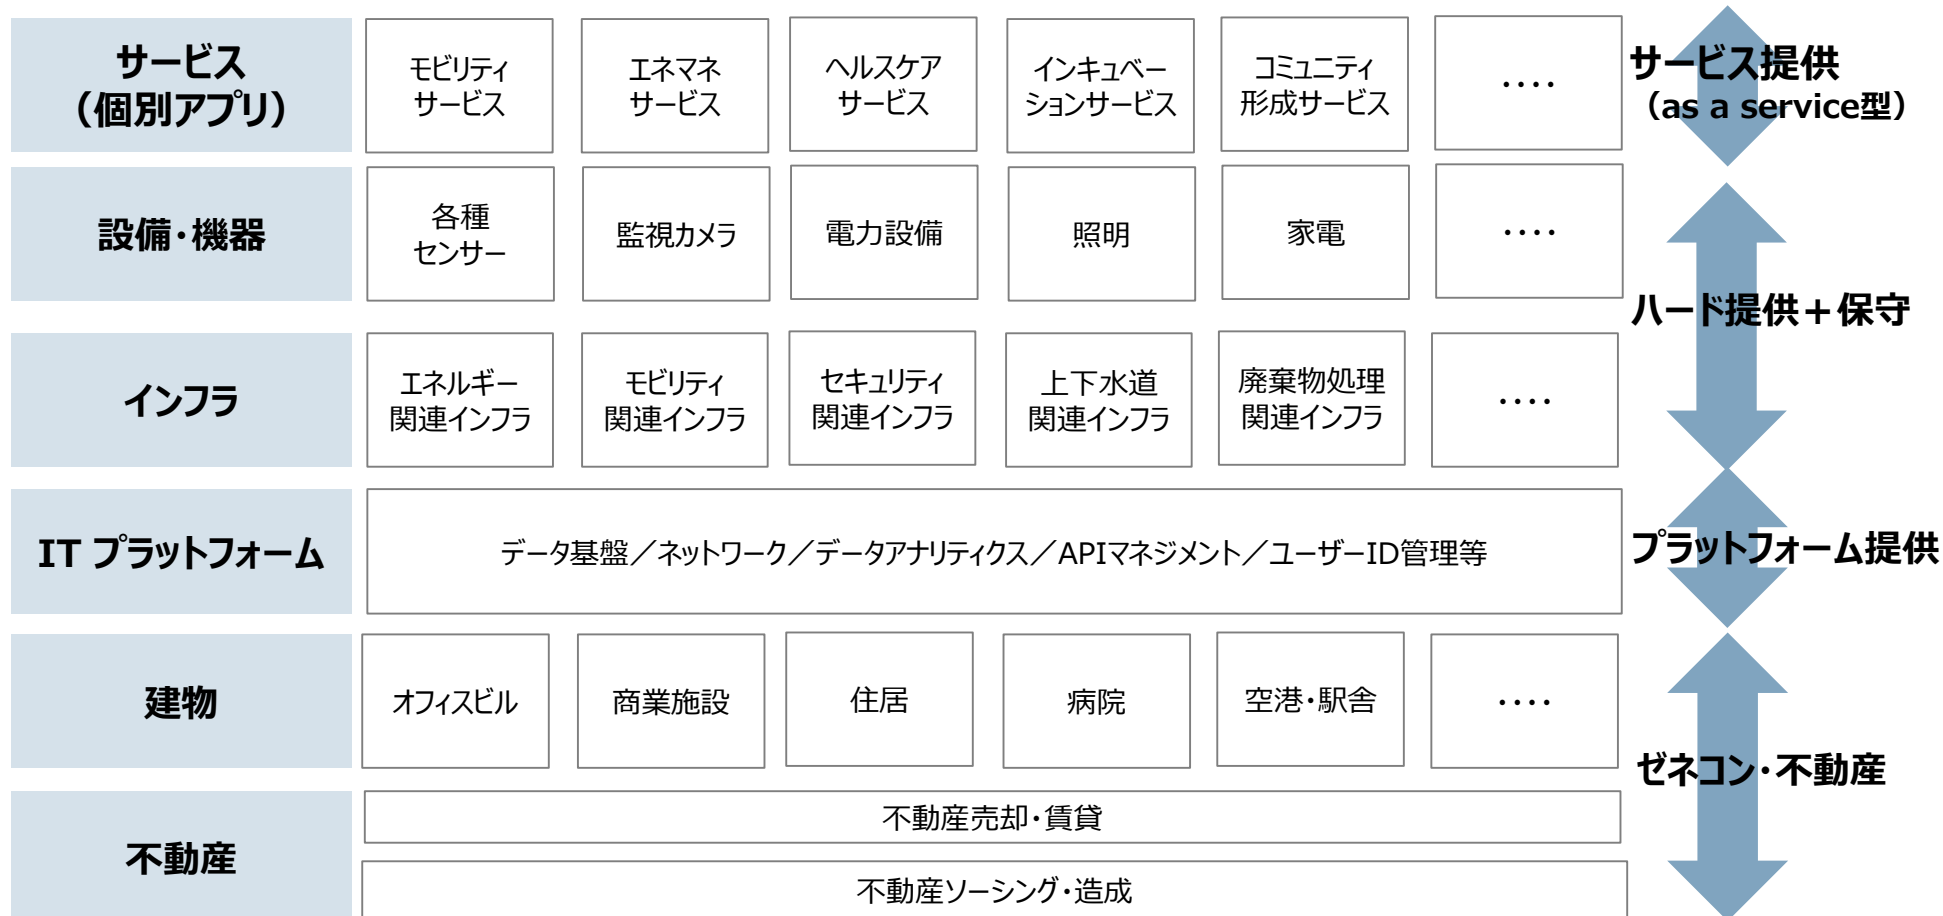 サービス
（個別アプリ）
モビリティ
サービス
エネマネ
サービス
ヘルスケア
サービス
インキュベー
ションサービス
コミュニティ
形成サービス
････
サービス提供
（as a service型）
設備･機器
各種
センサー
監視カメラ
電力設備
照明
家電
････
ハード提供＋保守
インフラ
エネルギー
関連インフラ
モビリティ
関連インフラ
セキュリティ
関連インフラ
上下水道
関連インフラ
廃棄物処理
関連インフラ
････
IT プラットフォーム
データ基盤／ネットワーク／データアナリティクス／APIマネジメント／ユーザーID管理等
プラットフォーム提供
建物
オフィスビル
商業施設
住居
病院
空港･駅舎
････
ゼネコン･不動産
不動産
不動産売却･賃貸
不動産ソーシング･造成